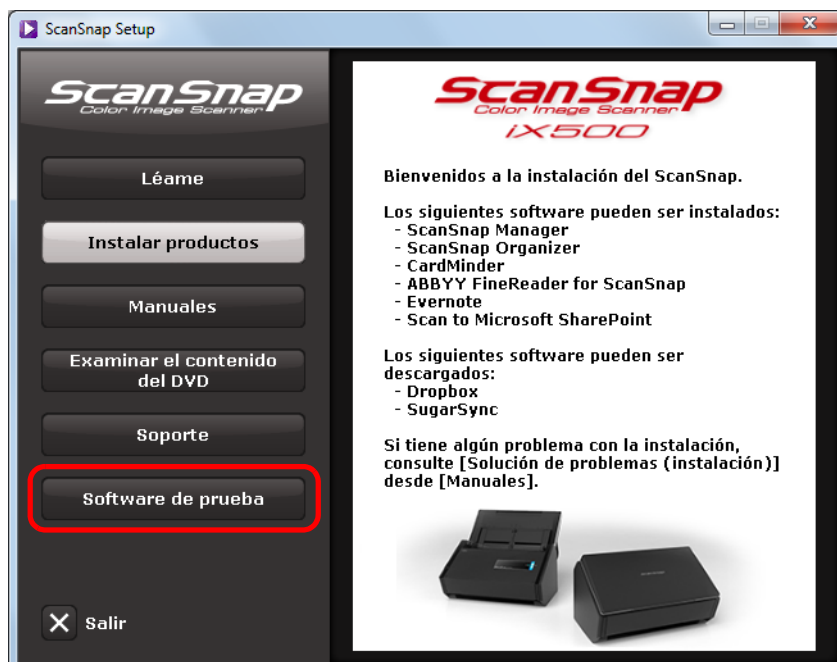 ScanSnap Setup
ScanSnap
Color Image Scanner
Léame
Instalar productos
Manuales
Examinar el contenido
del DVD
Soporte
Software de prueba
Salir
ScanSnap
Color Image Scanner
iX500
Bienvenidos a la instalación del ScanSnap.
Los siguientes software pueden ser instalados:
- ScanSnap Manager
- ScanSnap Organizer
- CardMinder
- ABBYY FineReader for ScanSnap
- Evernote
- Scan to Microsoft SharePoint
Los siguientes software pueden ser
descargados:
- Dropbox
- SugarSync
Si tiene algún problema con la instalación,
consulte [Solución de problemas (instalación)]
desde [Manuales].